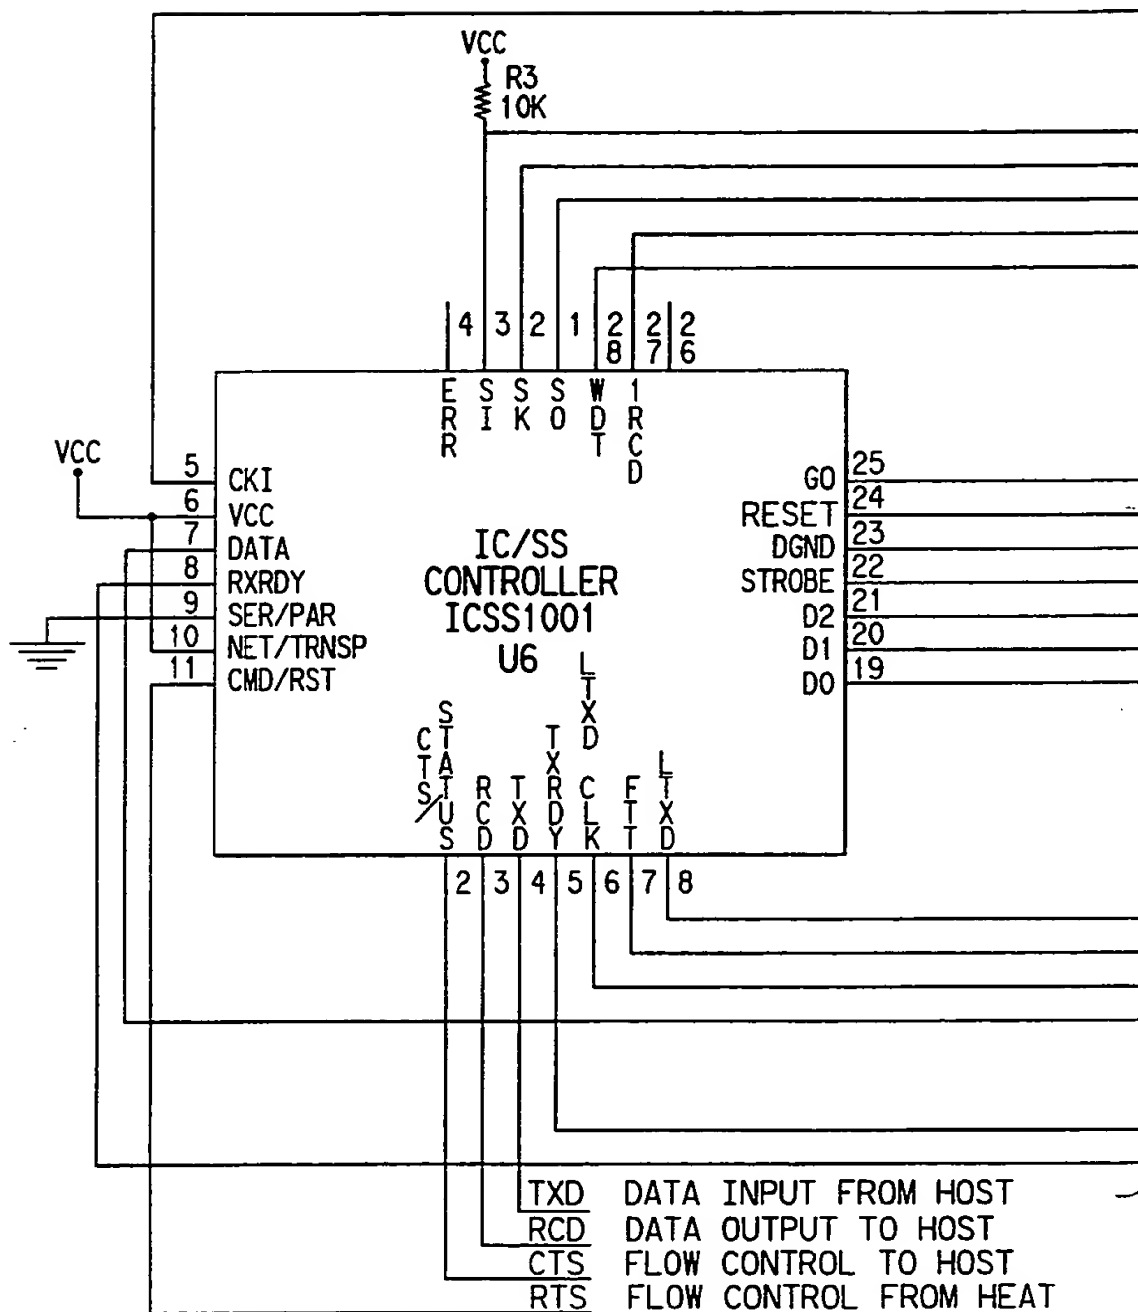 VCC
R3
10K
4 3 2 1 28 27 26
ERR SI SK SO WDT 1RCD
VCC
5 CKI
6 VCC
7 DATA
8 RXRDY
9 SER/PAR
10 NET/TRNSP
11 CMD/RST
IC/SS
CONTROLLER
ICSS1001
U6
GO 25
RESET 24
DGND 23
STROBE 22
D2 21
D1 20
D0 19
CTS/STATUS RCD TXD TXRDY LTXD CLK FTT LTXD
2 3 4 5 6 7 8
TXD DATA INPUT FROM HOST
RCD DATA OUTPUT TO HOST
CTS FLOW CONTROL TO HOST
RTS FLOW CONTROL FROM HEAT